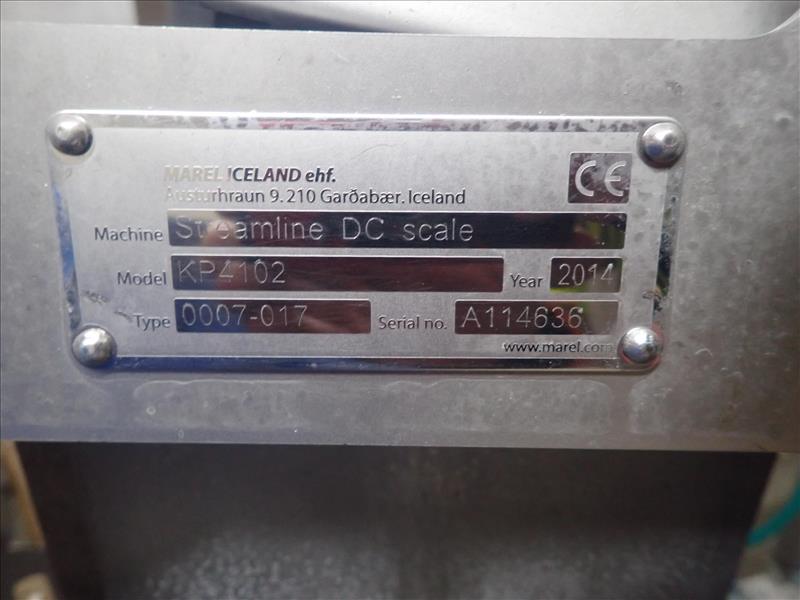 MAREL ICELAND ehf.
Austurhraun 9. 210 Garðabær. Iceland
CE
Machine Streamline DC scale
Model KP4102 Year 2014
Type 0007-017 Serial no. A114636
www.marel.com